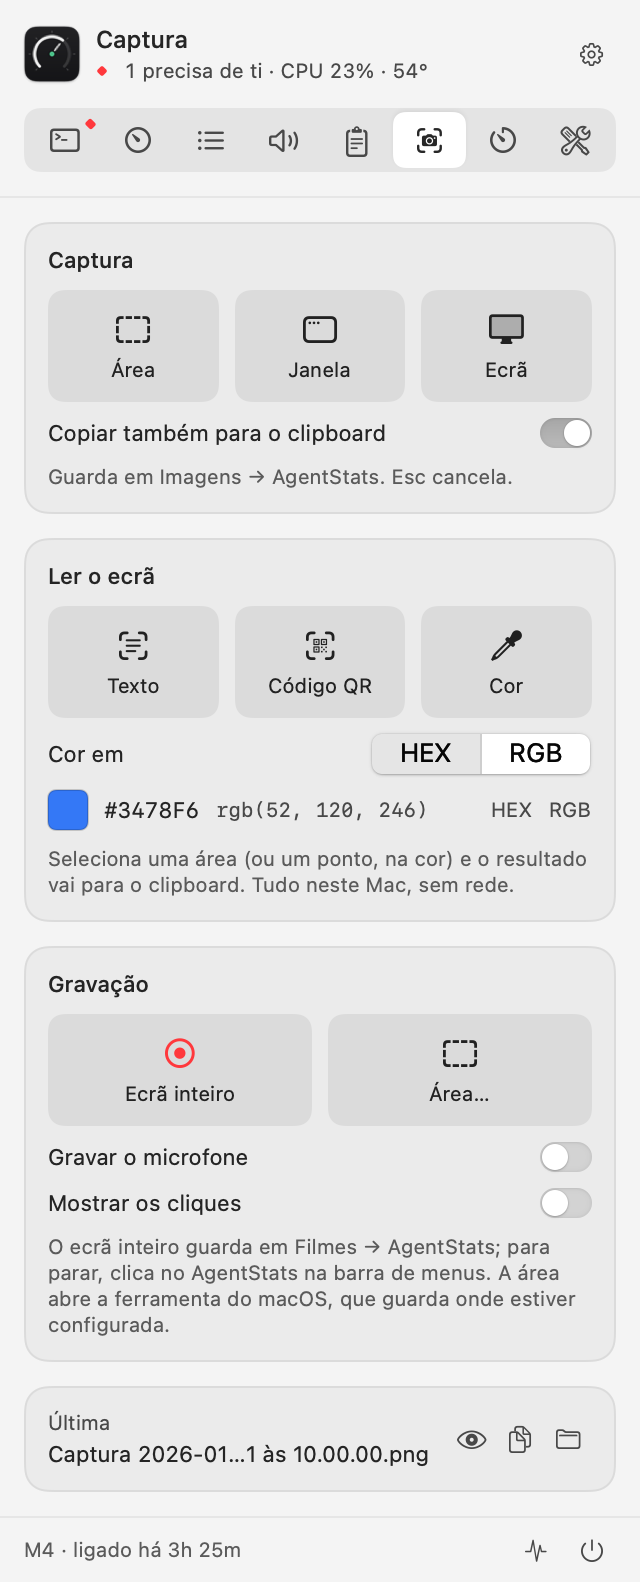 Captura
1 precisa de ti · CPU 23% · 54°
Captura
Área
Janela
Ecrã
Copiar também para o clipboard
Guarda em Imagens → AgentStats. Esc cancela.
Ler o ecrã
Texto
Código QR
Cor
Cor em
HEX
RGB
#3478F6 rgb(52, 120, 246) HEX RGB
Seleciona uma área (ou um ponto, na cor) e o resultado
vai para o clipboard. Tudo neste Mac, sem rede.
Gravação
Ecrã inteiro
Área...
Gravar o microfone
Mostrar os cliques
O ecrã inteiro guarda em Filmes → AgentStats; para
parar, clica no AgentStats na barra de menus. A área
abre a ferramenta do macOS, que guarda onde estiver
configurada.
Última
Captura 2026-01...1 às 10.00.00.png
M4 · ligado há 3h 25m